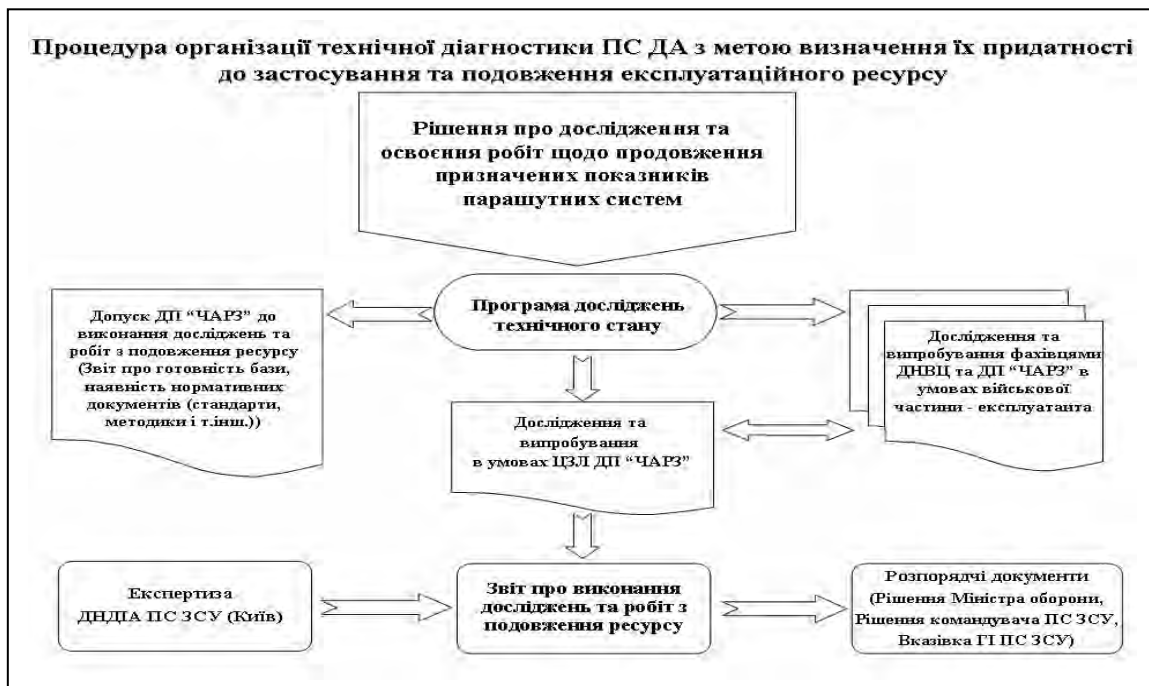 Процедура організації технічної діагностики ПС ДА з метою визначення їх придатності
до застосування та подовження експлуатаційного ресурсу
Рішення про дослідження та
освоєння робіт щодо продовження
призначених показників
парашутних систем
Програма досліджень
технічного стану
Допуск ДП “ЧАРЗ” до
виконання досліджень та
робіт з подовження ресурсу
(Звіт про готовність бази,
наявність нормативних
документів (стандарти,
методики і т.інш.))
Дослідження та
випробування фахівцями
ДНВЦ та ДП “ЧАРЗ” в
умовах військової
частини - експлуатанта
Дослідження та
випробування
в умовах ЦЗЛ ДП “ЧАРЗ”
Експертиза
ДНДІА ПС ЗСУ (Київ)
Звіт про виконання
досліджень та робіт з
подовження ресурсу
Розпорядчі документи
(Рішення Міністра оборони,
Рішення командувача ПС ЗСУ,
Вказівка ГІ ПС ЗСУ)